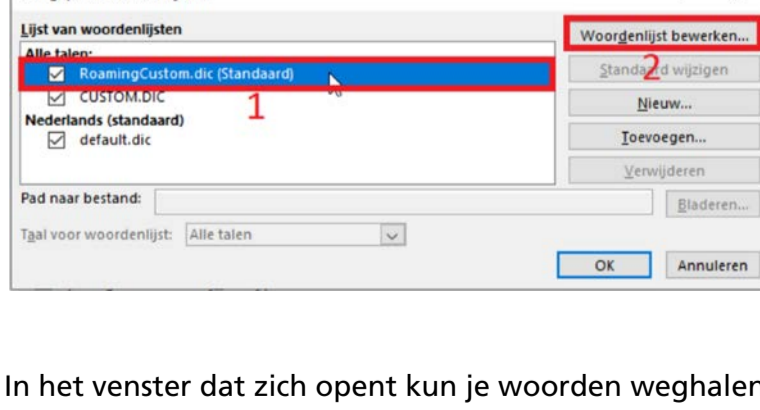 Lijst van woordenlijsten
Woordenlijst bewerken...
Alle talen:
RoamingCustom.dic (Standaard)
2
Standaard wijzigen
CUSTOM.DIC
1
Nieuw...
Nederlands (standaard)
default.dic
Toevoegen...
Verwijderen
Pad naar bestand:
Bladeren...
Taal voor woordenlijst: Alle talen
OK
Annuleren
In het venster dat zich opent kun je woorden weghalen